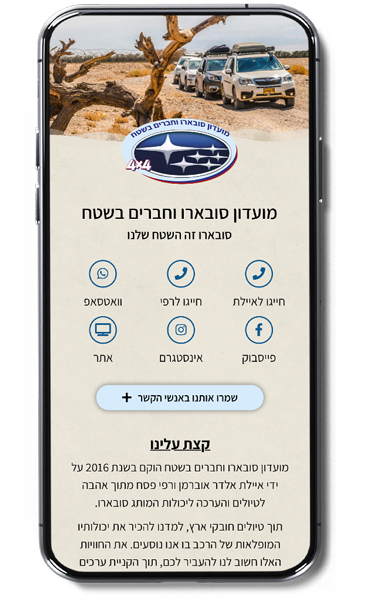 מועדון סובארו וחברים בשטח
4x4
מועדון סובארו וחברים בשטח
סובארו זה השטח שלנו
חייגו לאיילת
חייגו לרפי
וואטסאפ
פייסבוק
אינסטגרם
אתר
שמרו אותנו באנשי הקשר +
קצת עלינו
מועדון סובארו וחברים בשטח הוקם בשנת 2016 על
ידי איילת אלדר אוברמן ורפי פסח מתוך אהבה
לטיולים והערכה ליכולות המותג סובארו.
תוך טיולים חובקי ארץ, למדנו להכיר את יכולותיו
המופלאות של הרכב בו אנו נוסעים. את החוויות
האלו חשוב לנו להעביר לכם, תוך הקניית ערכים